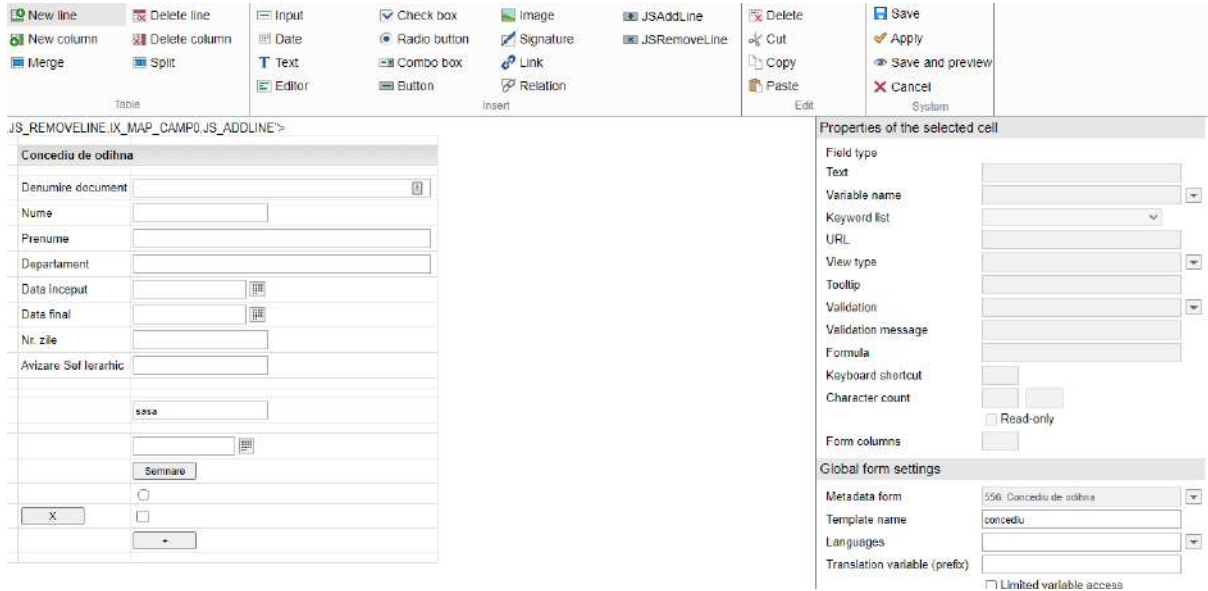 New line Delete line Input Check box Image JSAddLine Delete Save
New column Delete column Date Radio button Signature JSRemoveLine Cut Apply
Merge Split Text Combo box Link Copy Save and preview
Editor Button Relation Paste Cancel
Table Insert Edit System
JS_REMOVELINE,IX_MAP_CAMP0,JS_ADDLINE">
Concediu de odihna
Denumire document
Nume
Prenume
Departament
Data inceput
Data final
Nr. zile
Avizare Sef Ierarhic
sasa
Semnare
X
+
Properties of the selected cell
Field type
Text
Variable name
Keyword list
URL
View type
Tooltip
Validation
Validation message
Formula
Keyboard shortcut
Character count
Read-only
Form columns
Global form settings
Metadata form 556: Concediu de odihna
Template name concediu
Languages
Translation variable (prefix)
Limited variable access